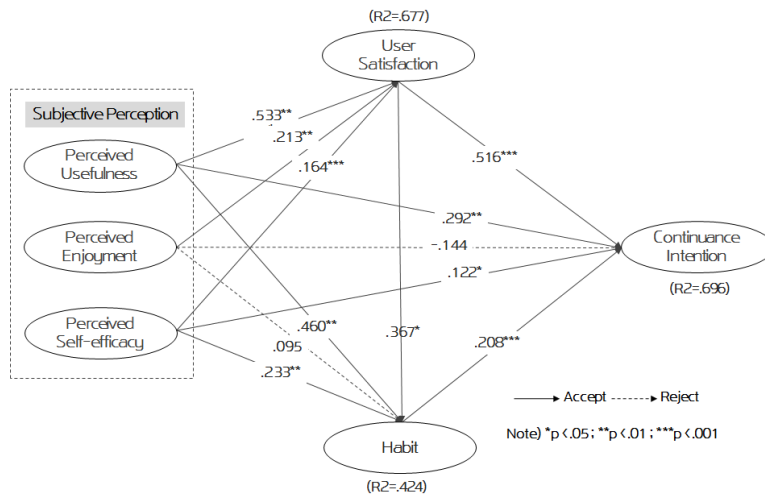 (R2=.677)
User
Satisfaction
Subjective Perception
.533**
.213**
.164***
Perceived
Usefulness
.516***
.292**
Perceived
Enjoyment
-.144
Continuance
Intention
.122*
(R2=.696)
Perceived
Self-efficacy
.460**
.095
.367*
.208***
.233**
Accept
Reject
Habit
Note) *p<.05; **p<.01; ***p<.001
(R2=.424)